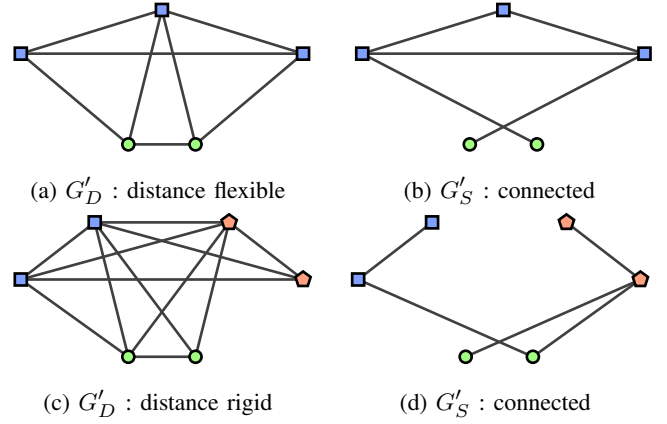 (a) G'_D : distance flexible
(b) G'_S : connected
(c) G'_D : distance rigid
(d) G'_S : connected